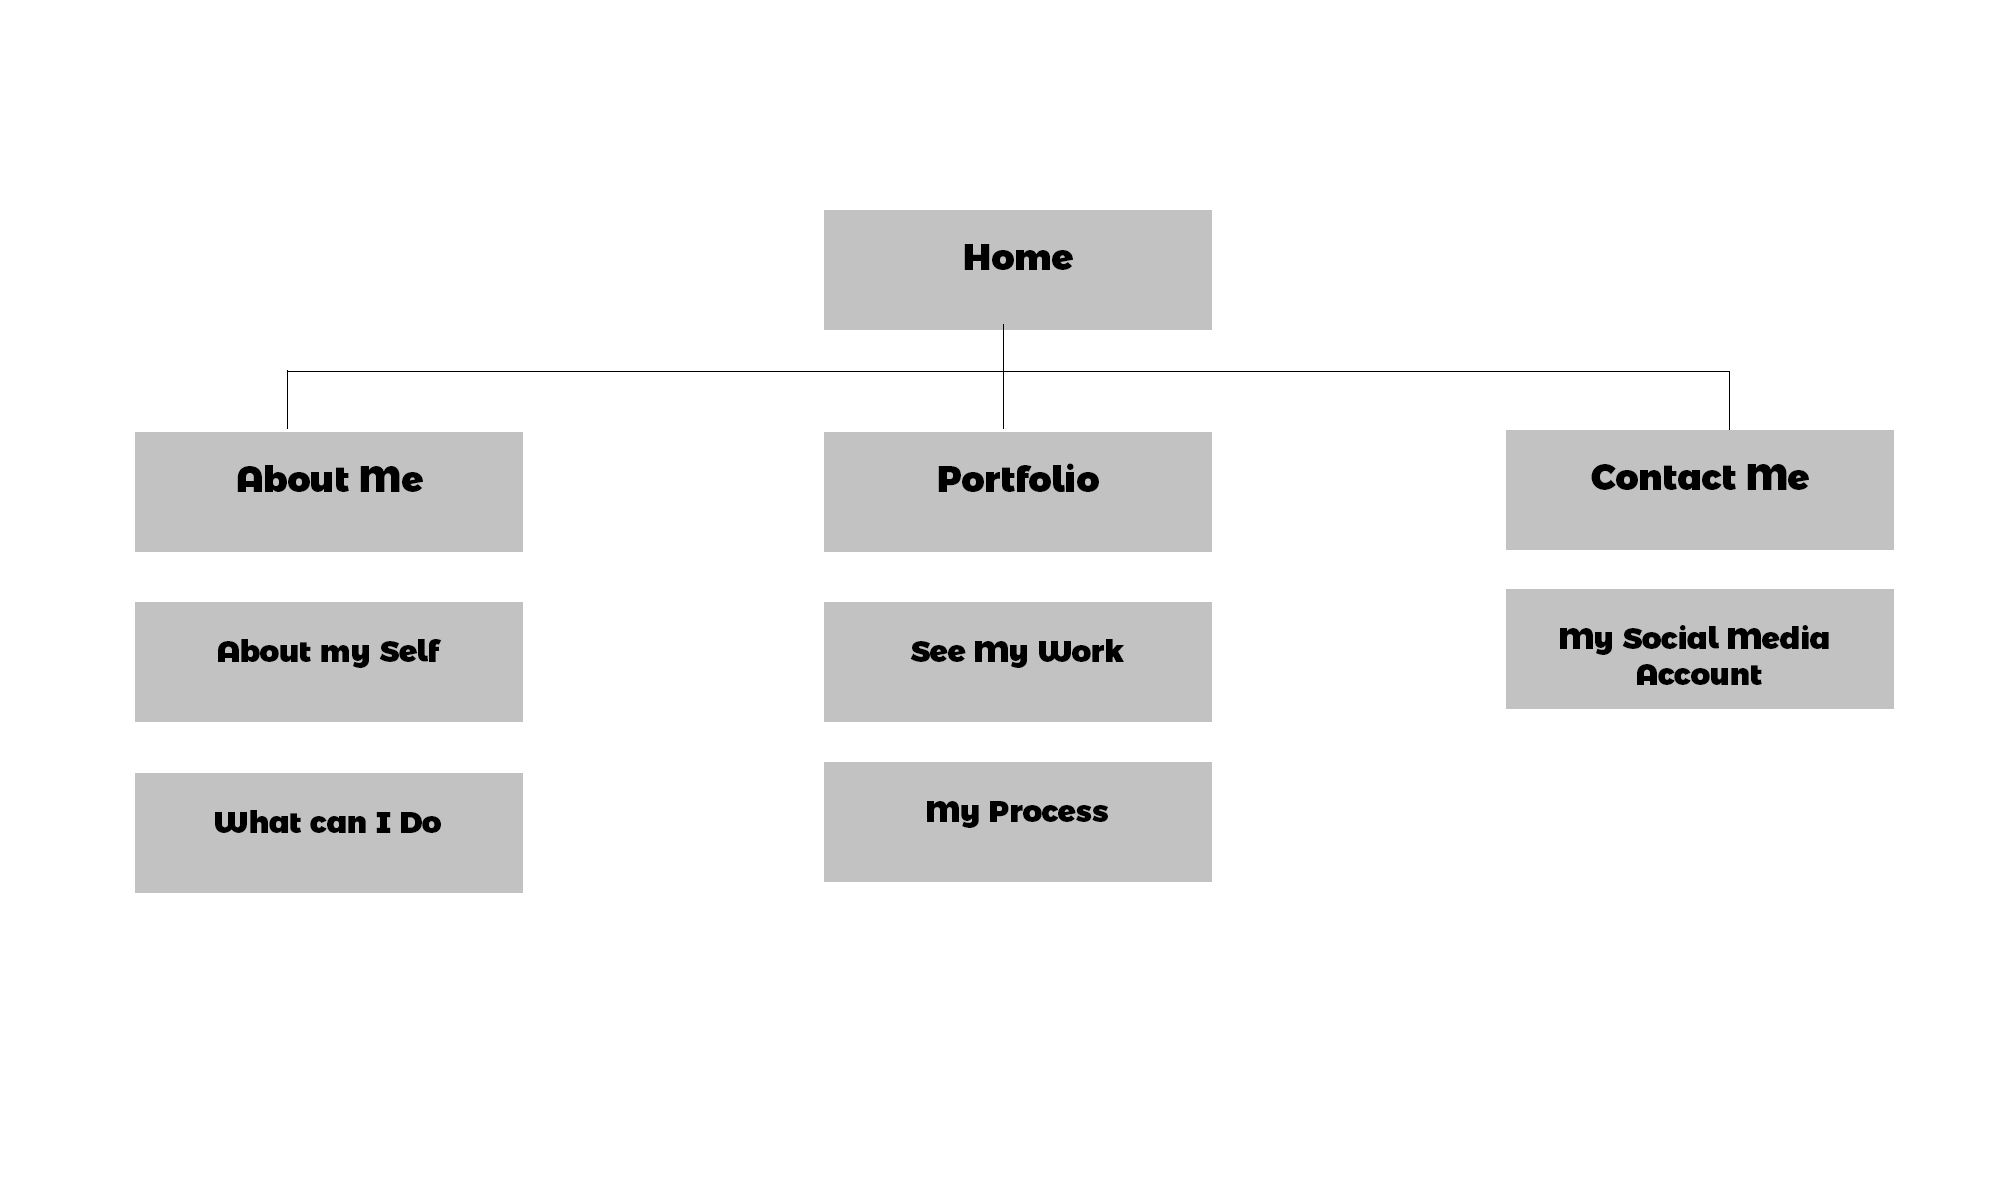 Home
About Me
Portfolio
Contact Me
About my Self
See My Work
My Social Media
Account
What can I Do
My Process